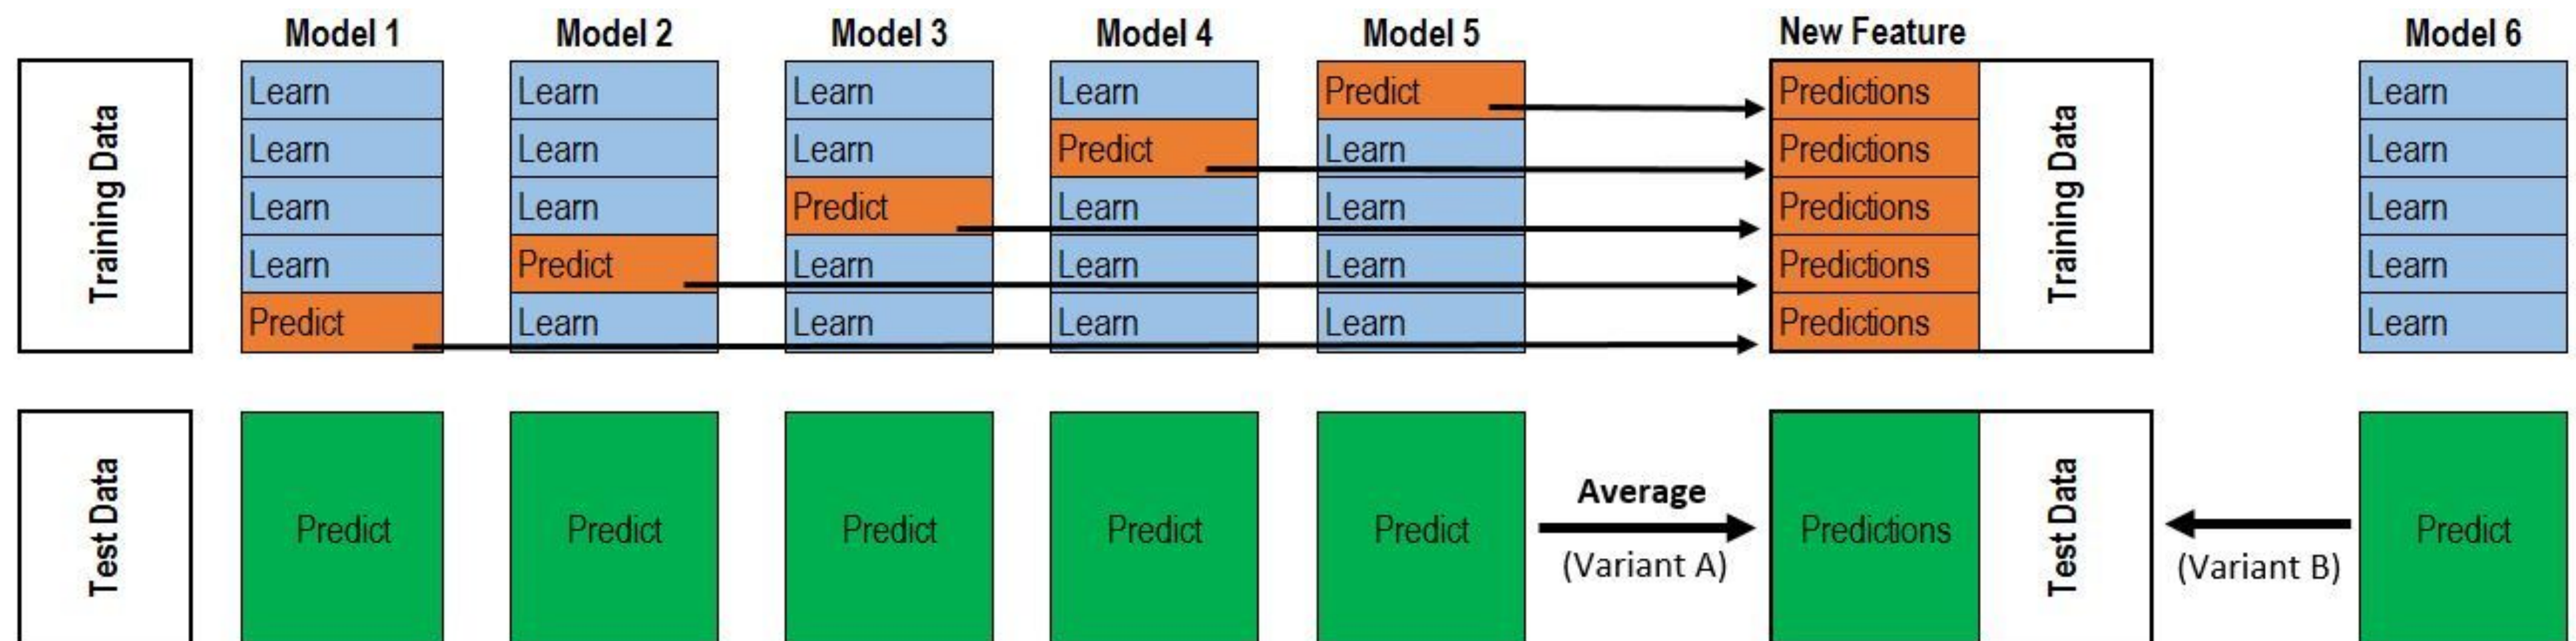 Model 1 Model 2 Model 3 Model 4 Model 5 New Feature Model 6
Training Data
Learn Learn Learn Learn Predict Predictions Learn
Learn Learn Learn Predict Learn Predictions Learn
Learn Learn Predict Learn Learn Predictions Learn
Learn Predict Learn Learn Learn Predictions Learn
Predict Learn Learn Learn Learn Predictions Learn
Training Data
Test Data
Predict Predict Predict Predict Predict
Average
(Variant A)
Predictions
Test Data
(Variant B)
Predict